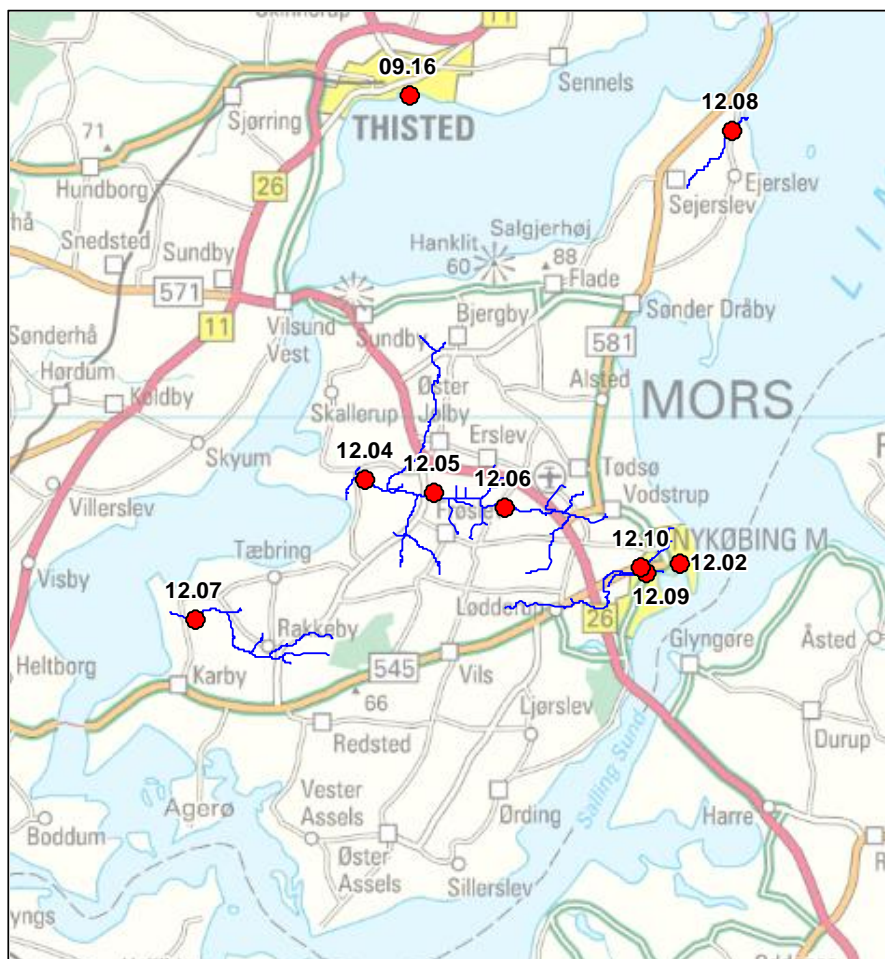 11
09.16
Sennels
Sjørring
THISTED
12.08
71
Hundborg
26
Ejerslev
Sejerslev
Salgjerhøj
Snedsted
Sundby
Hanklit
60
88
Flade
571
LIM
Vilsund
Vest
Sundby
Bjergby
Sønder Dråby
11
Sønderhå
581
Øster
Jølby
Alsted
Hørdum
Koldby
Skallerup
MORS
Erslev
12.04
12.05
12.06
Tødsø
Skyum
Villerslev
Vodstrup
Frøslev
12.10
NYKØBING M
Tæbring
12.02
Visby
12.07
12.09
Lødderup
26
Rakkeby
Glyngøre
Åsted
Heltborg
545
Karby
Vils
66
Redsted
Ljørslev
Durup
Salling Sund
Agerø
Vester
Assels
Ørding
Harre
Boddum
Øster
Assels
Sillerslev
R
yngs